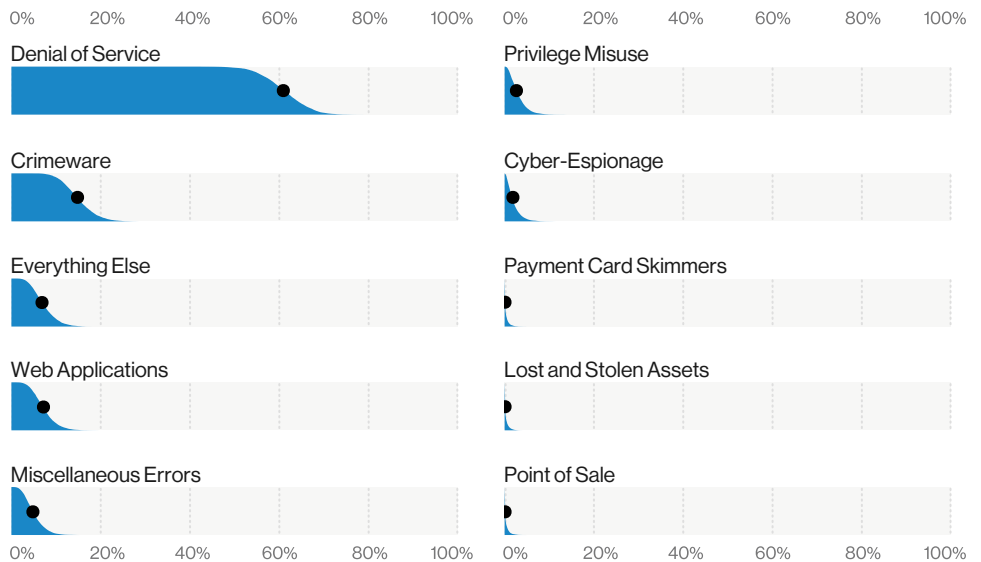 0% 20% 40% 60% 80% 100%
Denial of Service
Crimeware
Everything Else
Web Applications
Miscellaneous Errors
0% 20% 40% 60% 80% 100%
0% 20% 40% 60% 80% 100%
Privilege Misuse
Cyber-Espionage
Payment Card Skimmers
Lost and Stolen Assets
Point of Sale
0% 20% 40% 60% 80% 100%